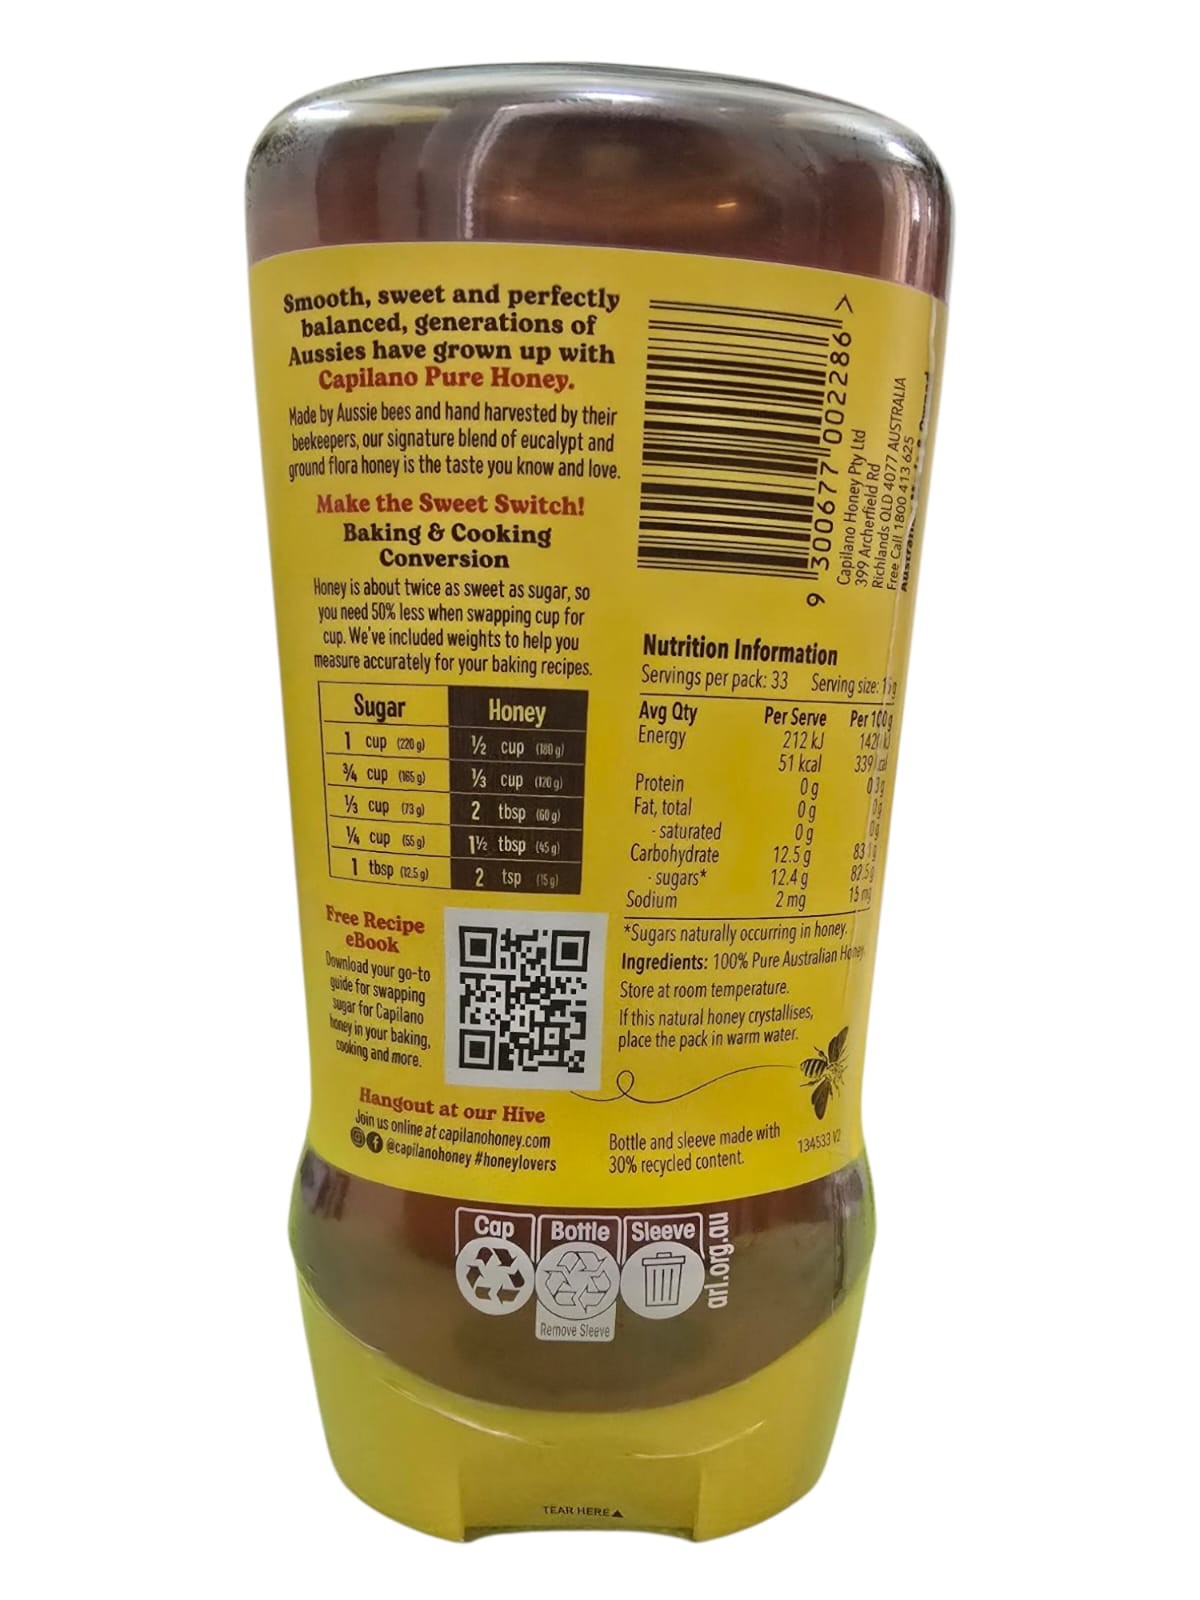 Smooth, sweet and perfectly
balanced, generations of
Aussies have grown up with
Capilano Pure Honey.
Made by Aussie bees and hand harvested by their
beekeepers, our signature blend of eucalypt and
ground flora honey is the taste you know and love.
Make the Sweet Switch!
Baking & Cooking
Conversion
Honey is about twice as sweet as sugar, so
you need 50% less when swapping cup for
cup. We've included weights to help you
measure accurately for your baking recipes.
Sugar Honey
1 cup (220 g) ½ cup (180 g)
¾ cup (165 g) ⅓ cup (120 g)
⅓ cup (73 g) 2 tbsp (60 g)
¼ cup (55 g) 1½ tbsp (45 g)
1 tbsp (12.5 g) 2 tsp (15 g)
Free Recipe
eBook
Download your go-to
guide for swapping
sugar for Capilano
honey in your baking,
cooking and more.
Hangout at our Hive
Join us online at capilanohoney.com
@capilanohoney #honeylovers
9 300677 002286 >
Capilano Honey Pty Ltd
399 Archerfield Rd
Richlands QLD 4077 AUSTRALIA
Free Call 1800 413 625
Nutrition Information
Servings per pack: 33 Serving size: 15g
Avg Qty Per Serve Per 100g
Energy 212 kJ
51 kcal 339
Protein 0 g
Fat, total 0 g
- saturated 0 g
Carbohydrate 12.5 g
- sugars* 12.4 g 82.5g
Sodium 2 mg 15 mg
*Sugars naturally occurring in honey.
Ingredients: 100% Pure Australian Honey.
Store at room temperature.
If this natural honey crystallises,
place the pack in warm water.
Bottle and sleeve made with
30% recycled content.
134533 V2
Cap Bottle Sleeve
Remove Sleeve
arl.org.au
TEAR HERE